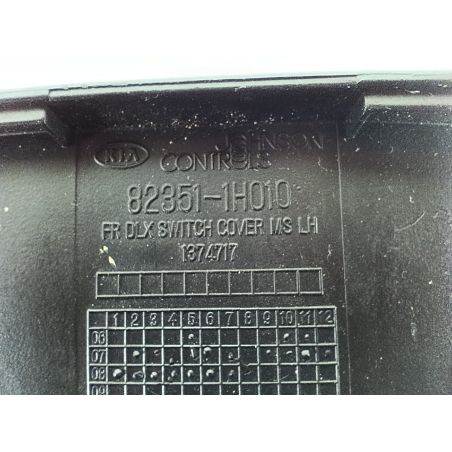 KIA JOHNSON
CONTROLS
82351-1H010
FR DLX SWITCH COVER MS LH
1374717
1 2 3 4 5 6 7 8 9 10 11 12
06
07
08
09